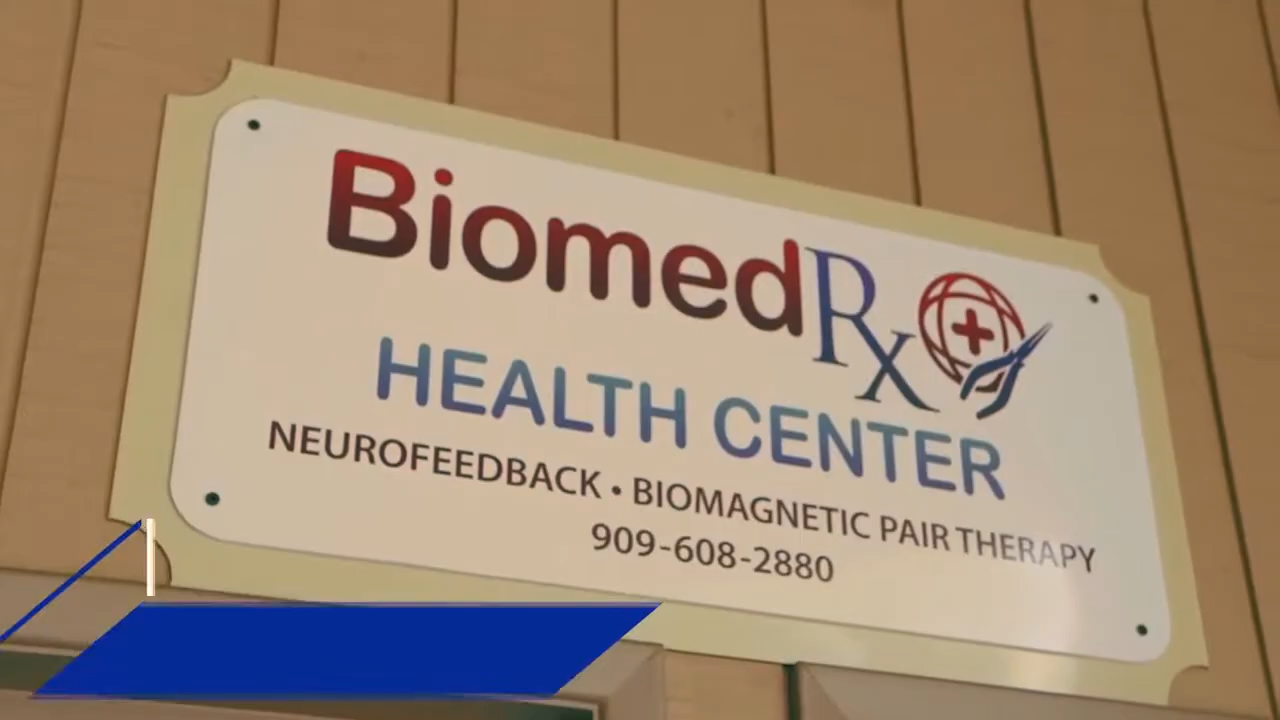 BiomedRx
HEALTH CENTER
NEUROFEEDBACK • BIOMAGNETIC PAIR THERAPY
909-608-2880